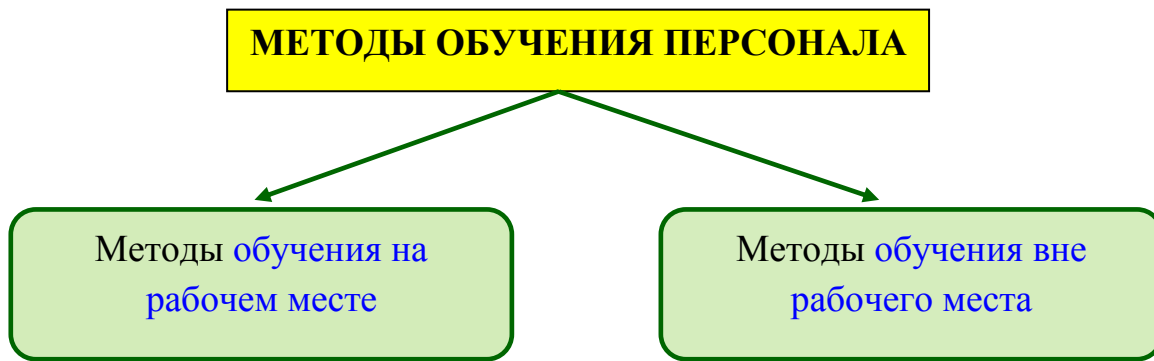 МЕТОДЫ ОБУЧЕНИЯ ПЕРСОНАЛА
Методы обучения на
рабочем месте
Методы обучения вне
рабочего места